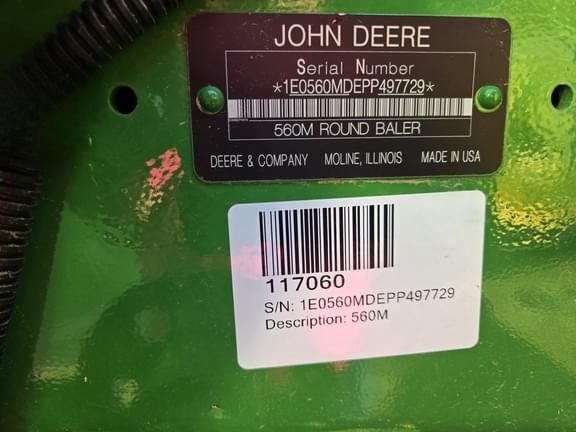 JOHN DEERE
Serial Number
*1E0560MDEPP497729*
560M ROUND BALER
DEERE & COMPANY MOLINE, ILLINOIS MADE IN USA
117060
S/N: 1E0560MDEPP497729
Description: 560M